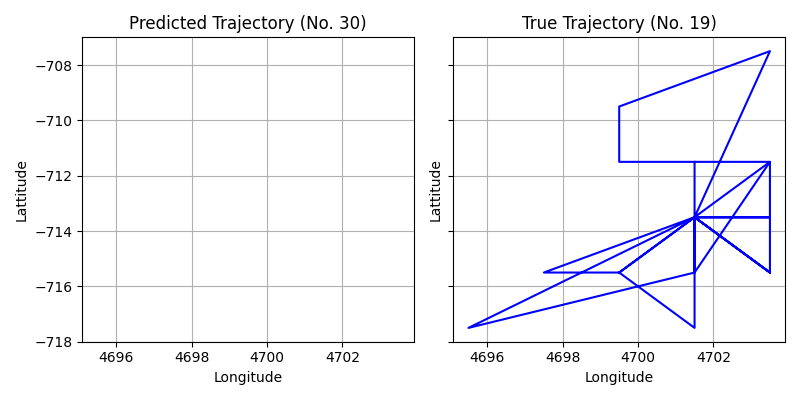 Predicted Trajectory (No. 30)
True Trajectory (No. 19)
Lattitude
−708
−710
−712
−714
−716
−718
4696 4698 4700 4702
Longitude
Lattitude
4696 4698 4700 4702
Longitude